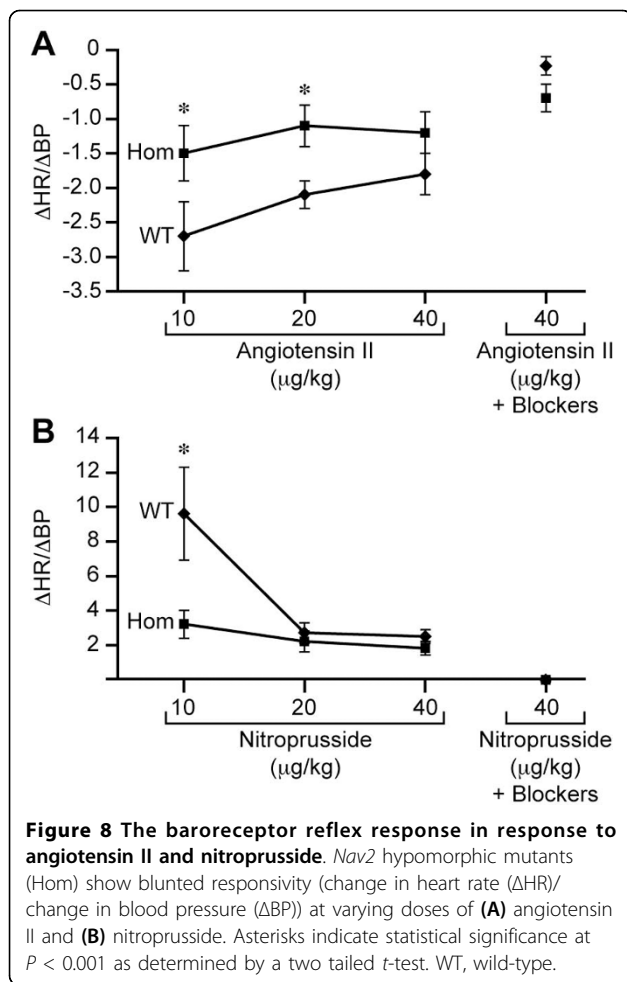 A
0
-0.5
-1.0
-1.5
-2.0
-2.5
-3.0
-3.5
ΔHR/ΔBP
*
*
Hom
WT
10
20
40
40
Angiotensin II
(μg/kg)
Angiotensin II
(μg/kg)
+ Blockers
B
14
12
10
8
6
4
2
ΔHR/ΔBP
*
WT
Hom
10
20
40
40
Nitroprusside
(μg/kg)
Nitroprusside
(μg/kg)
+ Blockers
Figure 8 The baroreceptor reflex response in response to
angiotensin II and nitroprusside. Nav2 hypomorphic mutants
(Hom) show blunted responsivity (change in heart rate (ΔHR)/
change in blood pressure (ΔBP)) at varying doses of (A) angiotensin
II and (B) nitroprusside. Asterisks indicate statistical significance at
P < 0.001 as determined by a two tailed t-test. WT, wild-type.